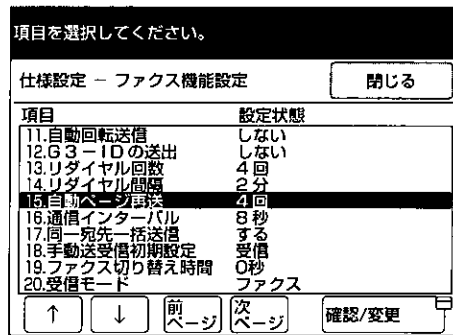 項目を選択してください。
仕様設定 − ファクス機能設定 閉じる
項目 設定状態
11.自動回転送信 しない
12.G3−IDの送出 しない
13.リダイヤル回数 4回
14.リダイヤル間隔 2分
15.自動ページ再送 4回
16.通信インターバル 8秒
17.同一宛先一括送信 する
18.手動送受信初期設定 受信
19.ファクス切り替え時間 0秒
20.受信モード ファクス
↑ ↓ 前ページ 次ページ 確認/変更